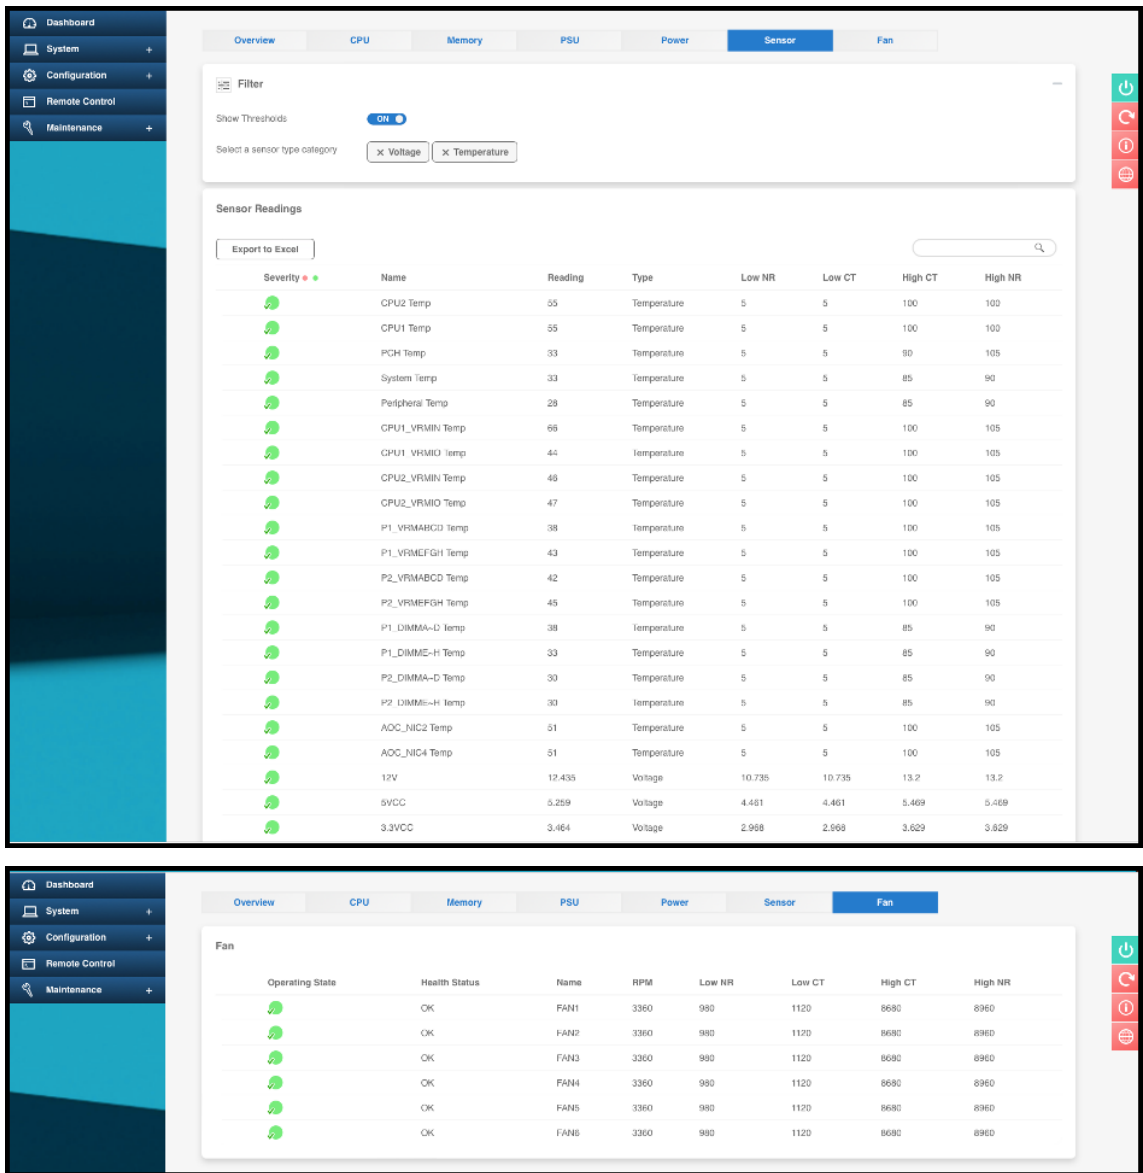 Dashboard
System +
Configuration +
Remote Control
Maintenance +
Overview CPU Memory PSU Power Sensor Fan
Filter
Show Thresholds ON
Select a sensor type category × Voltage × Temperature
Sensor Readings
Export to Excel
Severity Name Reading Type Low NR Low CT High CT High NR
CPU2 Temp 55 Temperature 5 5 100 100
CPU1 Temp 55 Temperature 5 5 100 100
PCH Temp 33 Temperature 5 5 90 105
System Temp 33 Temperature 5 5 85 90
Peripheral Temp 28 Temperature 5 5 85 90
CPU1_VRMIN Temp 66 Temperature 5 5 100 105
CPU1_VRMIO Temp 44 Temperature 5 5 100 105
CPU2_VRMIN Temp 46 Temperature 5 5 100 105
CPU2_VRMIO Temp 47 Temperature 5 5 100 105
P1_VRMABCD Temp 38 Temperature 5 5 100 105
P1_VRMEFGH Temp 43 Temperature 5 5 100 105
P2_VRMABCD Temp 42 Temperature 5 5 100 105
P2_VRMEFGH Temp 45 Temperature 5 5 100 105
P1_DIMMA~D Temp 38 Temperature 5 5 85 90
P1_DIMME~H Temp 33 Temperature 5 5 85 90
P2_DIMMA~D Temp 30 Temperature 5 5 85 90
P2_DIMME~H Temp 30 Temperature 5 5 85 90
AOC_NIC2 Temp 51 Temperature 5 5 100 105
AOC_NIC4 Temp 51 Temperature 5 5 100 105
12V 12.435 Voltage 10.735 10.735 13.2 13.2
5VCC 5.259 Voltage 4.461 4.461 5.469 5.469
3.3VCC 3.464 Voltage 2.968 2.968 3.629 3.629
Dashboard
System +
Configuration +
Remote Control
Maintenance +
Overview CPU Memory PSU Power Sensor Fan
Fan
Operating State Health Status Name RPM Low NR Low CT High CT High NR
OK FAN1 3360 980 1120 8680 8960
OK FAN2 3360 980 1120 8680 8960
OK FAN3 3360 980 1120 8680 8960
OK FAN4 3360 980 1120 8680 8960
OK FAN5 3360 980 1120 8680 8960
OK FAN6 3360 980 1120 8680 8960